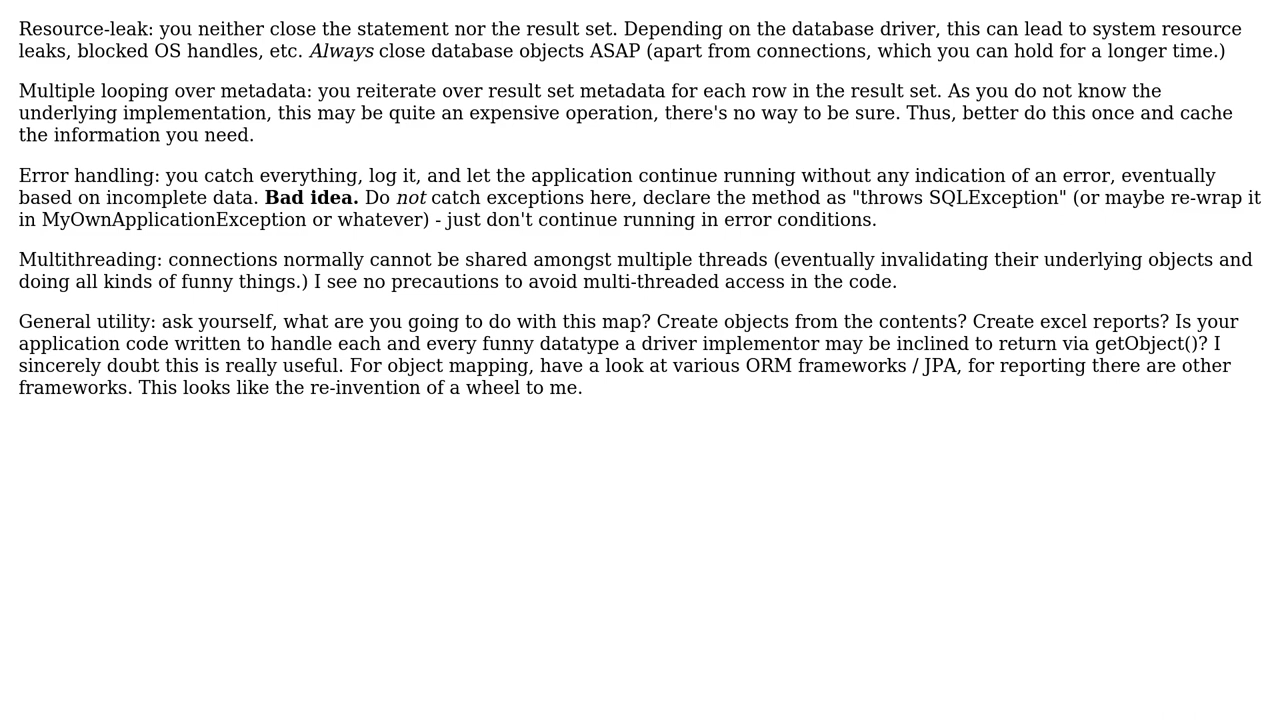 Resource-leak: you neither close the statement nor the result set. Depending on the database driver, this can lead to system resource
leaks, blocked OS handles, etc. Always close database objects ASAP (apart from connections, which you can hold for a longer time.)
Multiple looping over metadata: you reiterate over result set metadata for each row in the result set. As you do not know the
underlying implementation, this may be quite an expensive operation, there's no way to be sure. Thus, better do this once and cache
the information you need.
Error handling: you catch everything, log it, and let the application continue running without any indication of an error, eventually
based on incomplete data. Bad idea. Do not catch exceptions here, declare the method as "throws SQLException" (or maybe re-wrap it
in MyOwnApplicationException or whatever) - just don't continue running in error conditions.
Multithreading: connections normally cannot be shared amongst multiple threads (eventually invalidating their underlying objects and
doing all kinds of funny things.) I see no precautions to avoid multi-threaded access in the code.
General utility: ask yourself, what are you going to do with this map? Create objects from the contents? Create excel reports? Is your
application code written to handle each and every funny datatype a driver implementor may be inclined to return via getObject()? I
sincerely doubt this is really useful. For object mapping, have a look at various ORM frameworks / JPA, for reporting there are other
frameworks. This looks like the re-invention of a wheel to me.